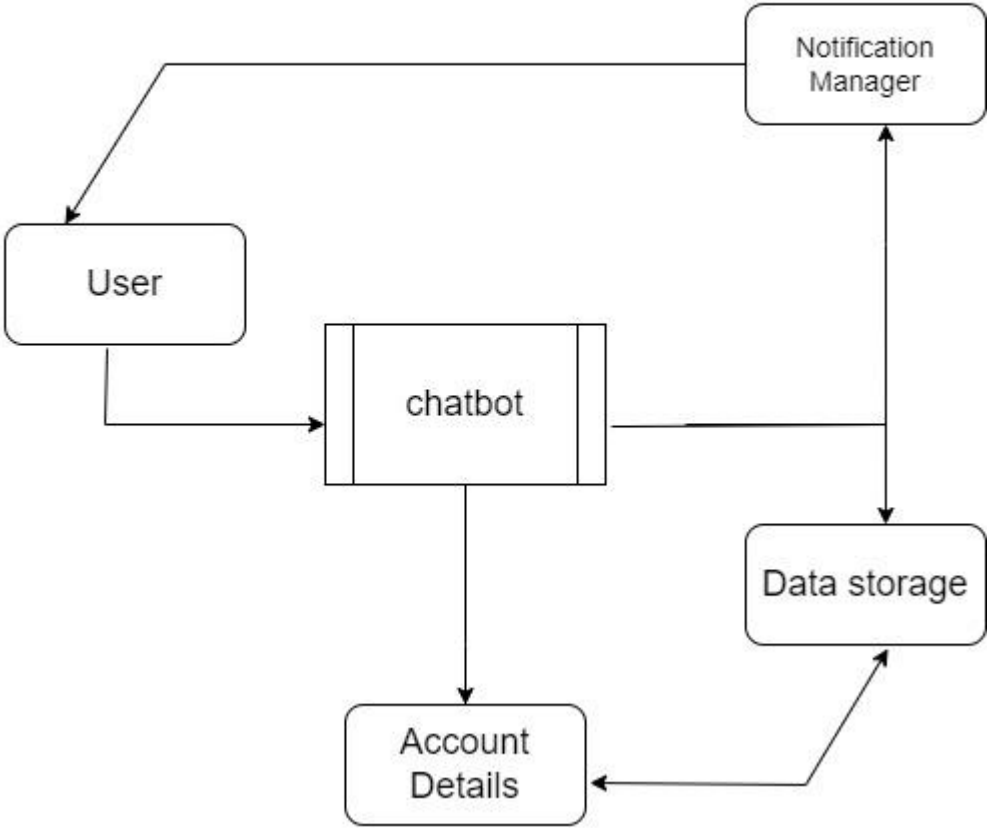 Notification
Manager
User
chatbot
Data storage
Account
Details